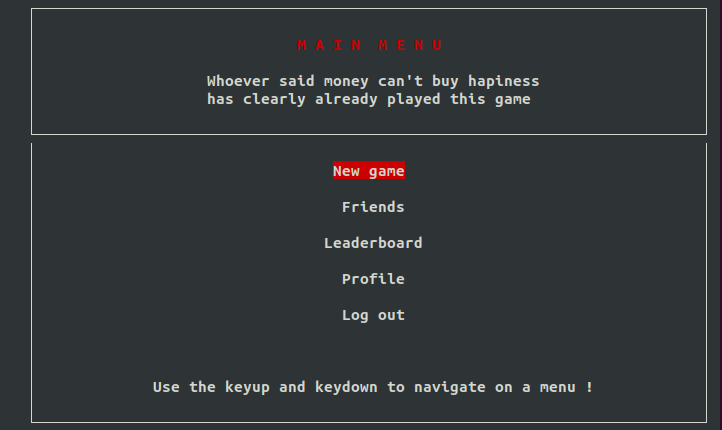 M A I N  M E N U
Whoever said money can't buy hapiness
has clearly already played this game
New game
Friends
Leaderboard
Profile
Log out
Use the keyup and keydown to navigate on a menu !